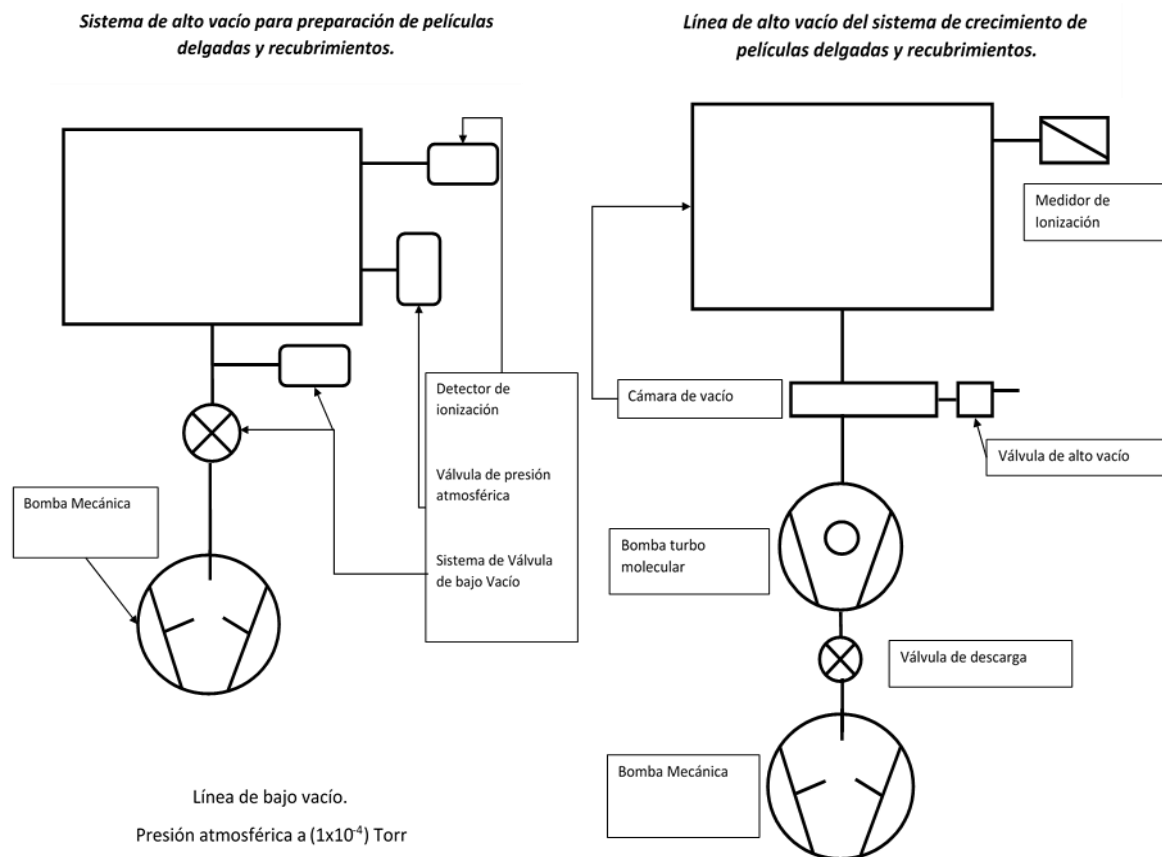 Sistema de alto vacío para preparación de películas
delgadas y recubrimientos.
Detector de
ionización
Válvula de presión
atmosférica
Sistema de Válvula
de bajo Vacío
Bomba Mecánica
Línea de bajo vacío.
Presión atmosférica a (1x10⁻⁴) Torr
Línea de alto vacío del sistema de crecimiento de
películas delgadas y recubrimientos.
Medidor de
Ionización
Cámara de vacío
Válvula de alto vacío
Bomba turbo
molecular
Válvula de descarga
Bomba Mecánica